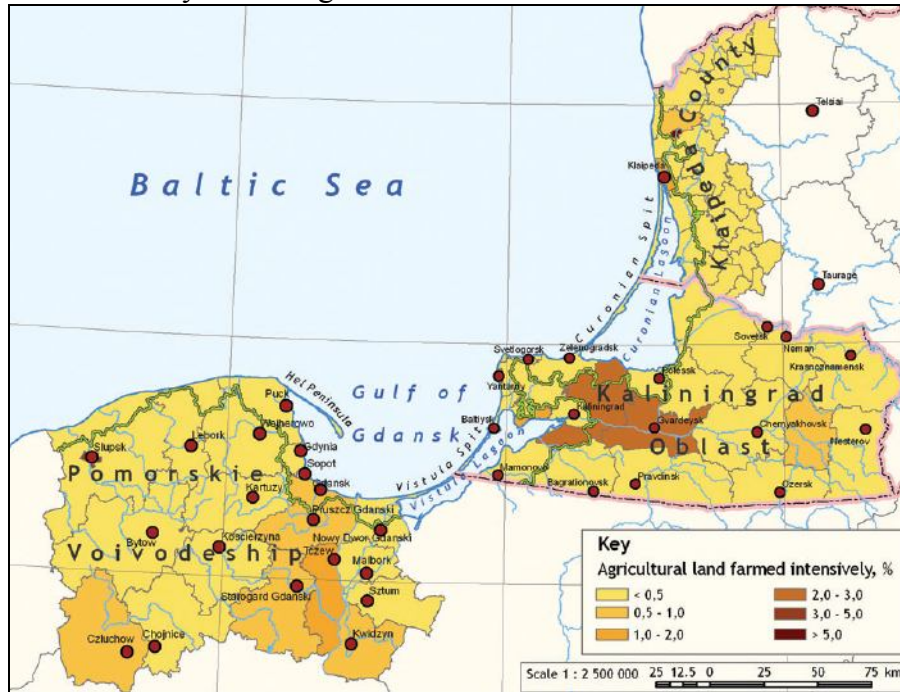 Baltic Sea
Klaipeda County
Telsiai
Klaipeda
Curonian Spit
Curonian Lagoon
Taurage
Sovetsk
Neman
Krasnoznamensk
Svetlogorsk
Zelenogradsk
Yantarny
Polessk
Kaliningrad
Hel Peninsula
Gulf of
Gdansk
Puck
Baltiysk
Kaliningrad
Gvardeysk
Chernyakhovsk
Nesterov
Oblast
Wejherowo
Lebork
Slupsk
Gdynia
Sopot
Gdansk
Pomorskie
Vistula Spit
Vistula Lagoon
Mamonovo
Bagrationovsk
Pravdinsk
Ozersk
Kartuzy
Pruszcz Gdanski
Nowy Dwor Gdanski
Bytow
Koscierzyna
Voivodeship
Tczew
Malbork
Starogard Gdanski
Sztum
Człuchow
Chojnice
Kwidzyn
Key
Agricultural land farmed intensively, %
< 0,5
2,0 - 3,0
0,5 - 1,0
3,0 - 5,0
1,0 - 2,0
> 5,0
Scale 1 : 2 500 000 25 12.5 0 25 50 75 km